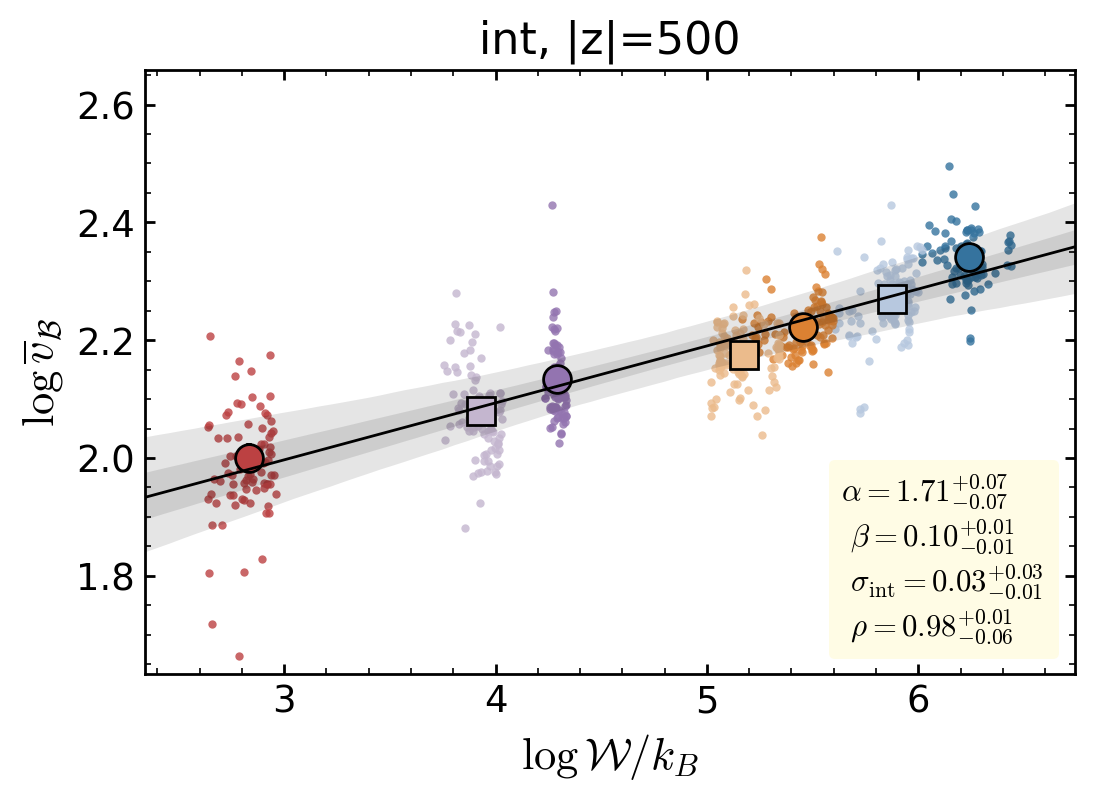 int, |z|=500
log v̅_ℬ
2.6
2.4
2.2
2.0
1.8
α = 1.71^{+0.07}_{−0.07}
β = 0.10^{+0.01}_{−0.01}
σ_int = 0.03^{+0.03}_{−0.01}
ρ = 0.98^{+0.01}_{−0.06}
3 4 5 6
log 𝒲/k_B